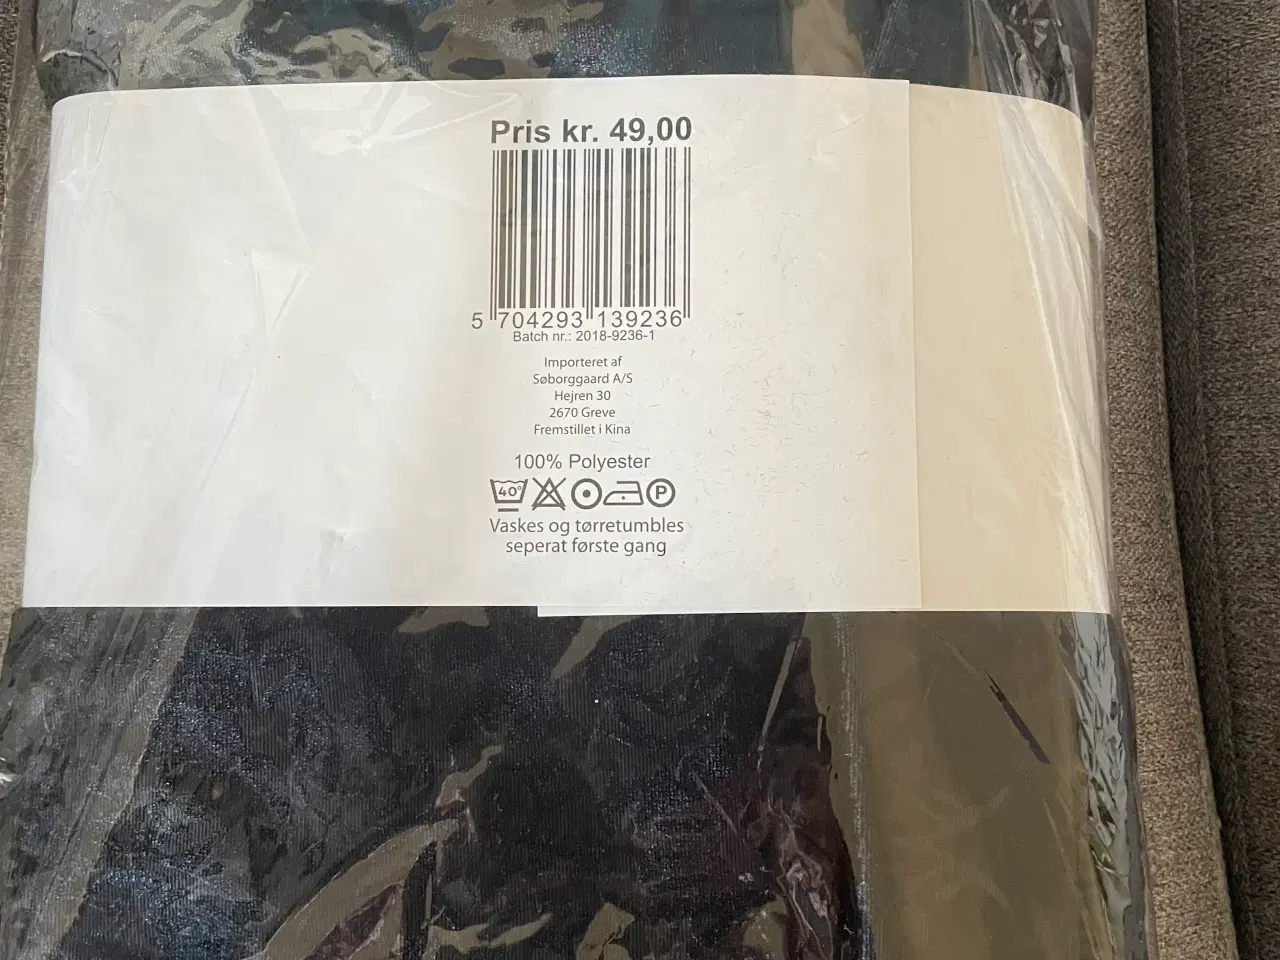 Pris kr. 49,00
5 704293 139236
Batch nr.: 2018-9236-1
Importeret af
Søborggaard A/S
Hejren 30
2670 Greve
Fremstillet i Kina
100% Polyester
40° P
Vaskes og tørretumbles
seperat første gang